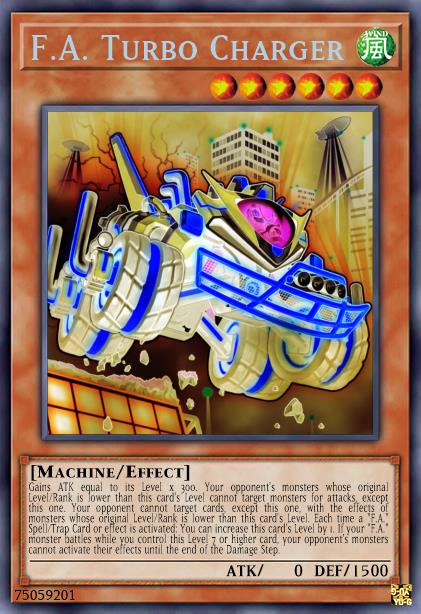 F.A. Turbo Charger
WIND
風
[Machine/Effect]
Gains ATK equal to its Level x 300. Your opponent's monsters whose original
Level/Rank is lower than this card's Level cannot target monsters for attacks, except
this one. Your opponent cannot target cards, except this one, with the effects of
monsters whose original Level/Rank is lower than this card's Level. Each time a "F.A."
Spell/Trap Card or effect is activated: You can increase this card's Level by 1. If your "F.A."
monster battles while you control this Level 7 or higher card, your opponent's monsters
cannot activate their effects until the end of the Damage Step.
ATK/ 0 DEF/1500
75059201